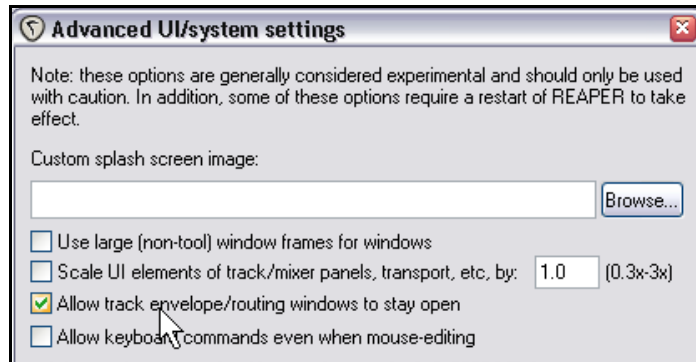 Advanced UI/system settings
Note: these options are generally considered experimental and should only be used
with caution. In addition, some of these options require a restart of REAPER to take
effect.
Custom splash screen image:
Browse...
Use large (non-tool) window frames for windows
Scale UI elements of track/mixer panels, transport, etc, by: 1.0 (0.3x-3x)
Allow track envelope/routing windows to stay open
Allow keyboard commands even when mouse-editing